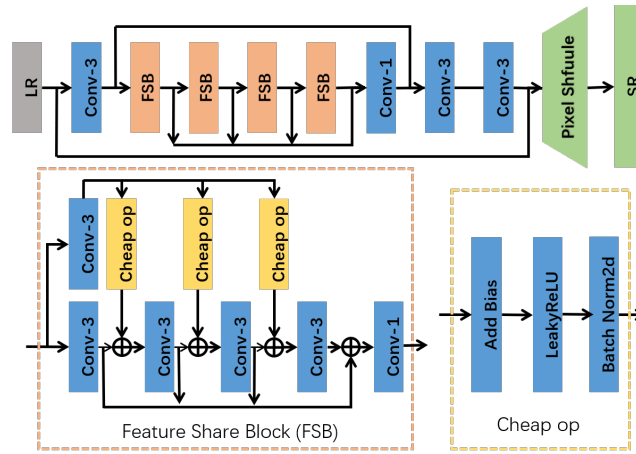 LR
Conv-3
FSB
FSB
FSB
FSB
Conv-1
Conv-3
Conv-3
Pixel Shfuule
SR
Conv-3
Cheap op
Cheap op
Cheap op
Conv-3
Conv-3
Conv-3
Conv-3
Conv-1
Feature Share Block (FSB)
Add Bias
LeakyReLU
Batch Norm2d
Cheap op